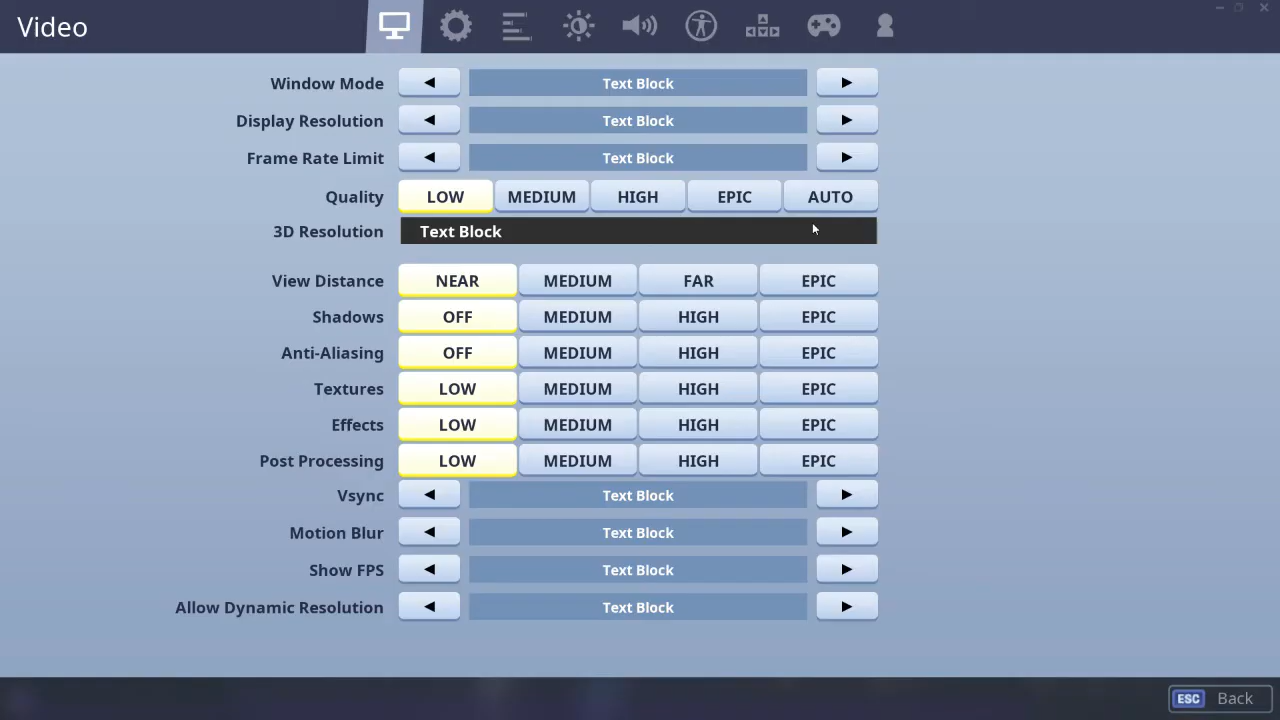 Video
Window Mode Text Block
Display Resolution Text Block
Frame Rate Limit Text Block
Quality LOW MEDIUM HIGH EPIC AUTO
3D Resolution Text Block
View Distance NEAR MEDIUM FAR EPIC
Shadows OFF MEDIUM HIGH EPIC
Anti-Aliasing OFF MEDIUM HIGH EPIC
Textures LOW MEDIUM HIGH EPIC
Effects LOW MEDIUM HIGH EPIC
Post Processing LOW MEDIUM HIGH EPIC
Vsync Text Block
Motion Blur Text Block
Show FPS Text Block
Allow Dynamic Resolution Text Block
ESC Back